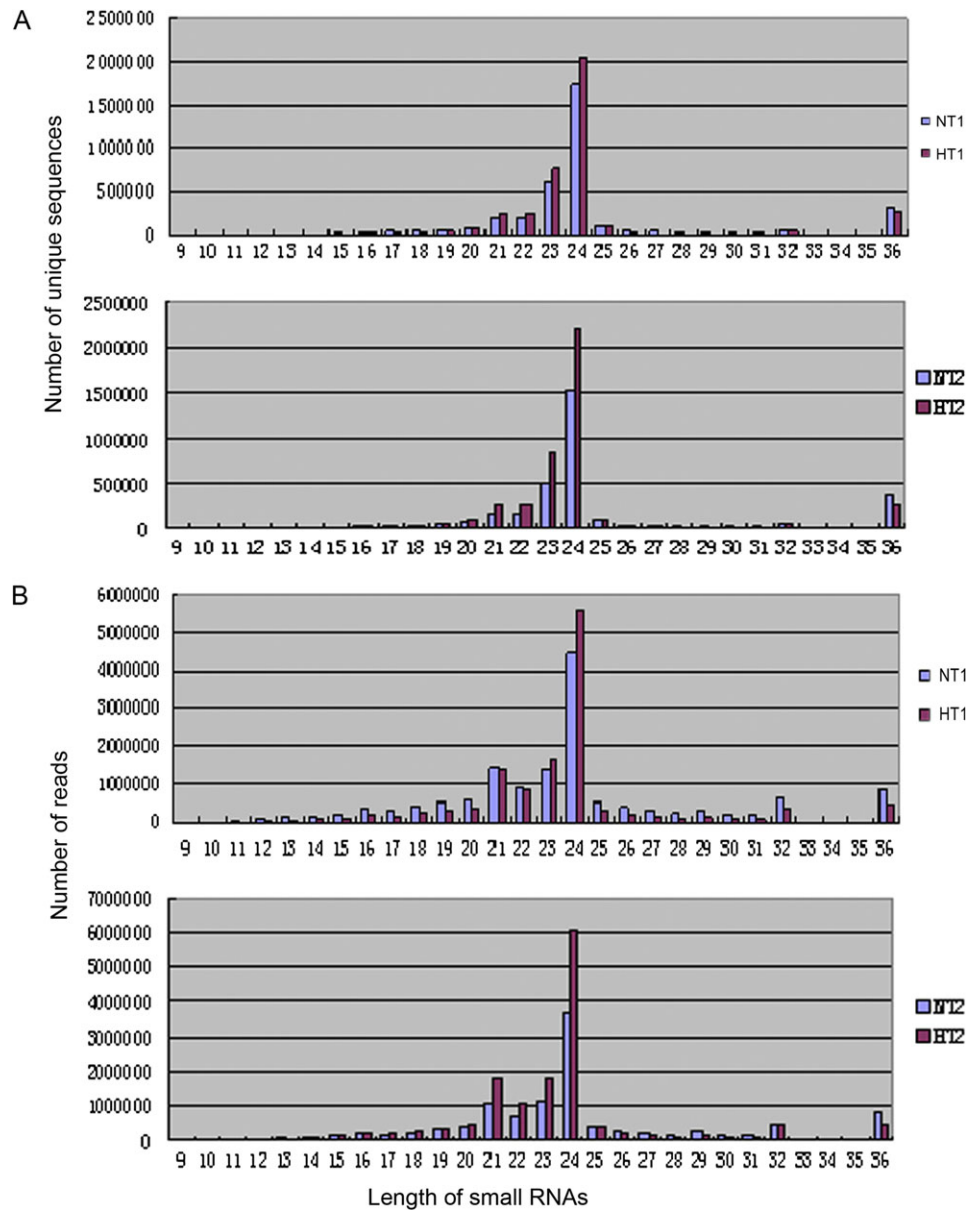 A
Number of unique sequences
2500000
2000000
1500000
1000000
500000
0
9 10 11 12 13 14 15 16 17 18 19 20 21 22 23 24 25 26 27 28 29 30 31 32 33 34 35 36
NT1
HT1
2500000
2000000
1500000
1000000
500000
0
9 10 11 12 13 14 15 16 17 18 19 20 21 22 23 24 25 26 27 28 29 30 31 32 33 34 35 36
NT2
HT2
B
Number of reads
6000000
5000000
4000000
3000000
2000000
1000000
0
9 10 11 12 13 14 15 16 17 18 19 20 21 22 23 24 25 26 27 28 29 30 31 32 33 34 35 36
NT1
HT1
7000000
6000000
5000000
4000000
3000000
2000000
1000000
0
9 10 11 12 13 14 15 16 17 18 19 20 21 22 23 24 25 26 27 28 29 30 31 32 33 34 35 36
NT2
HT2
Length of small RNAs